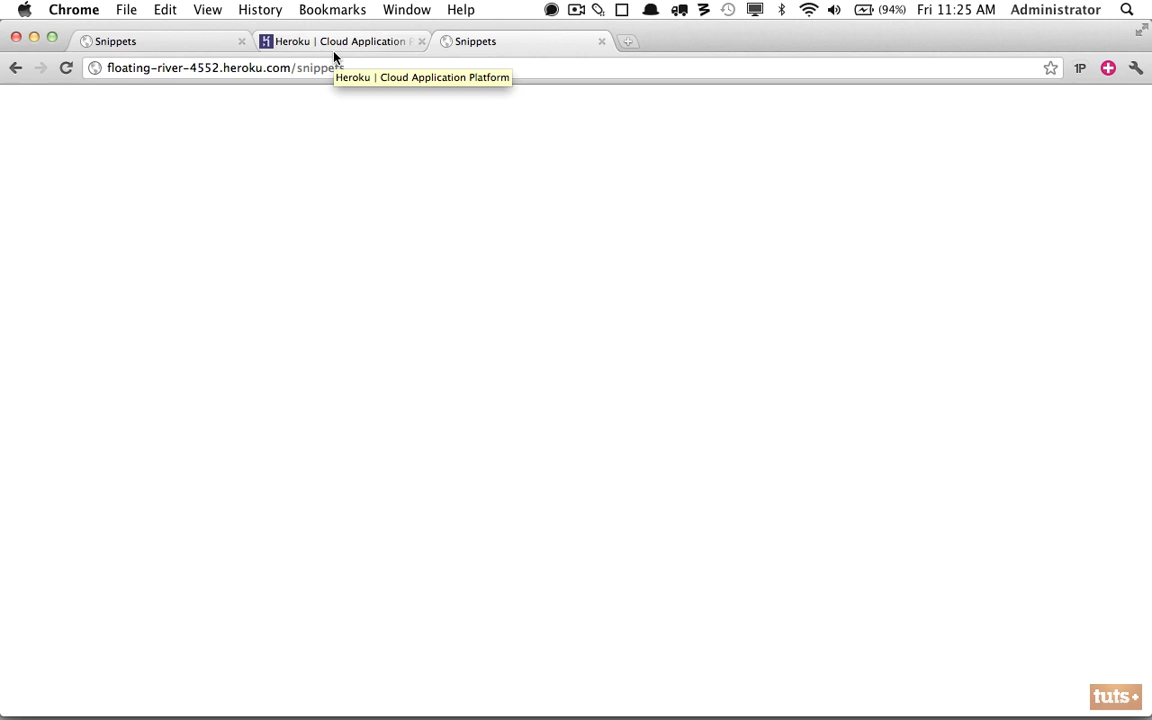 Chrome File Edit View History Bookmarks Window Help (94%) Fri 11:25 AM Administrator
Snippets Heroku | Cloud Application Snippets
floating-river-4552.heroku.com/snippets 1P
Heroku | Cloud Application Platform
tuts+